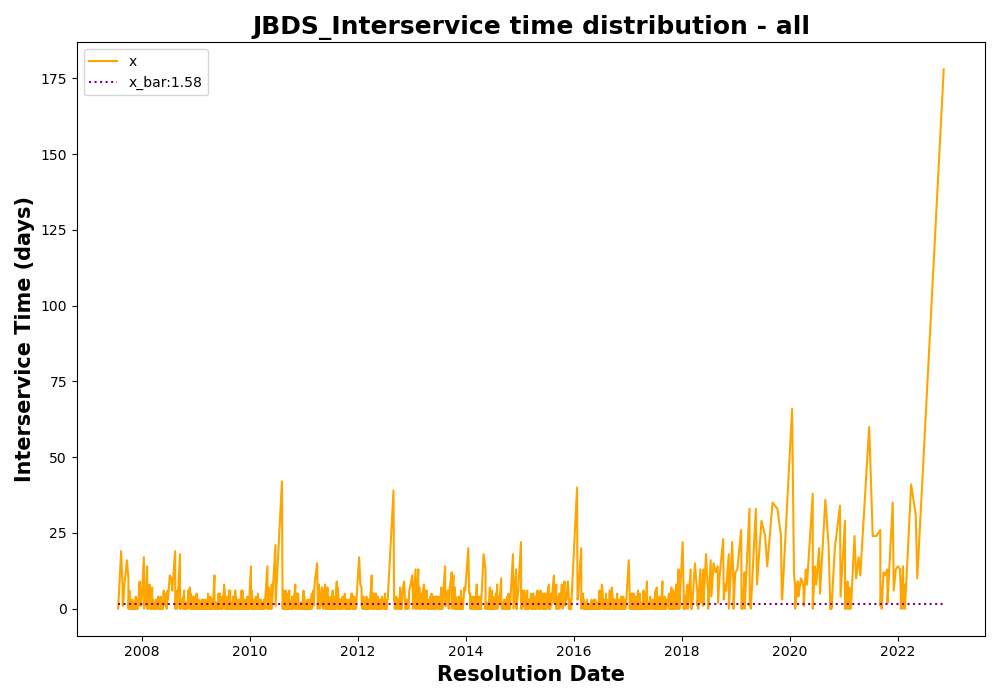 JBDS_Interservice time distribution - all
x
x_bar:1.58
Interservice Time (days)
175
150
125
100
75
50
25
0
2008 2010 2012 2014 2016 2018 2020 2022
Resolution Date